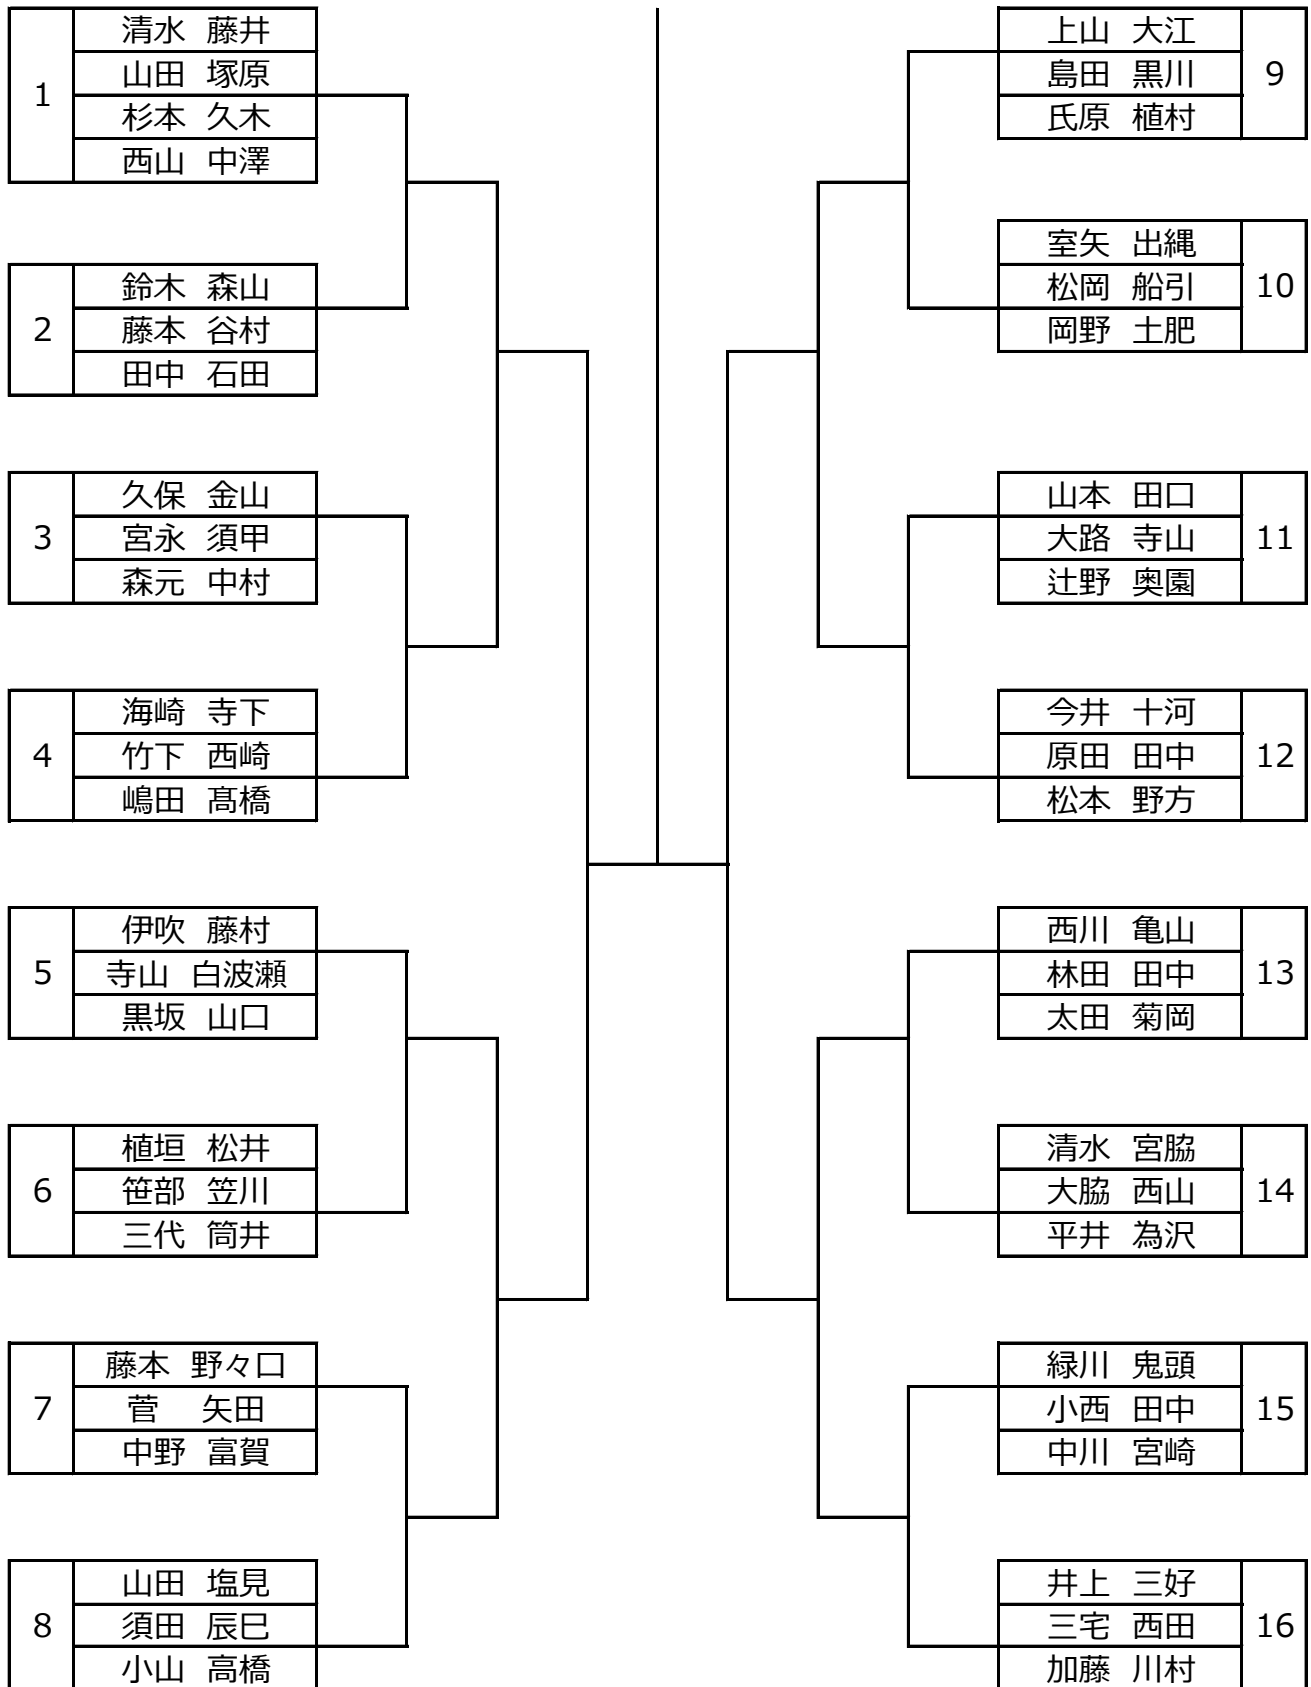 1
清水 藤井
山田 塚原
杉本 久木
西山 中澤
2
鈴木 森山
藤本 谷村
田中 石田
3
久保 金山
宮永 須甲
森元 中村
4
海崎 寺下
竹下 西崎
嶋田 髙橋
5
伊吹 藤村
寺山 白波瀬
黒坂 山口
6
植垣 松井
笹部 笠川
三代 筒井
7
藤本 野々口
菅 矢田
中野 富賀
8
山田 塩見
須田 辰巳
小山 高橋
上山 大江
島田 黒川
氏原 植村
9
室矢 出縄
松岡 船引
岡野 土肥
10
山本 田口
大路 寺山
辻野 奥園
11
今井 十河
原田 田中
松本 野方
12
西川 亀山
林田 田中
太田 菊岡
13
清水 宮脇
大脇 西山
平井 為沢
14
緑川 鬼頭
小西 田中
中川 宮崎
15
井上 三好
三宅 西田
加藤 川村
16